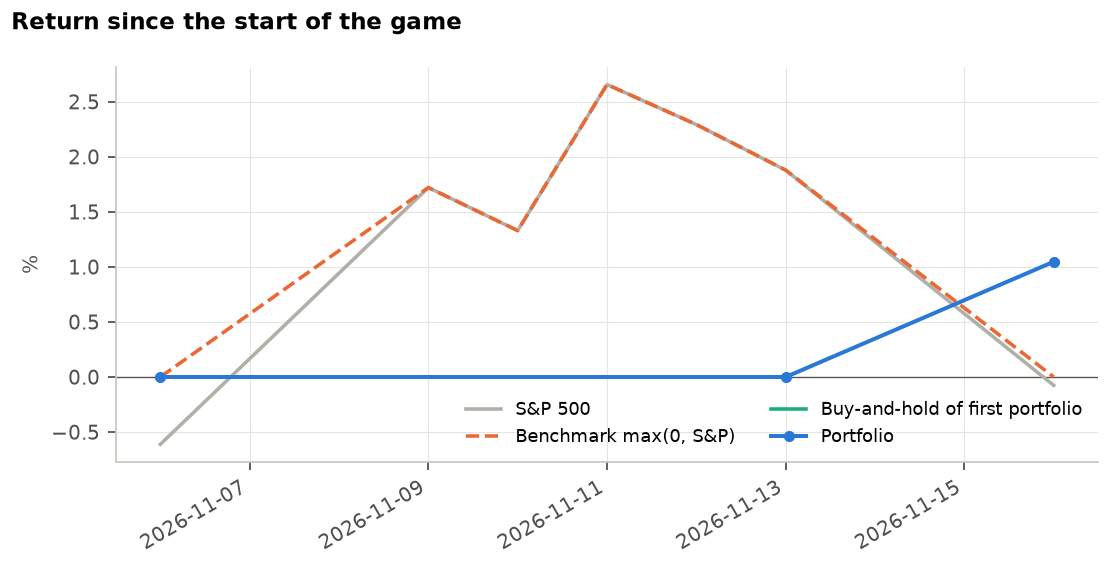 Return since the start of the game
%
2.5
2.0
1.5
1.0
0.5
0.0
−0.5
S&P 500
Benchmark max(0, S&P)
Buy-and-hold of first portfolio
Portfolio
2026-11-07
2026-11-09
2026-11-11
2026-11-13
2026-11-15